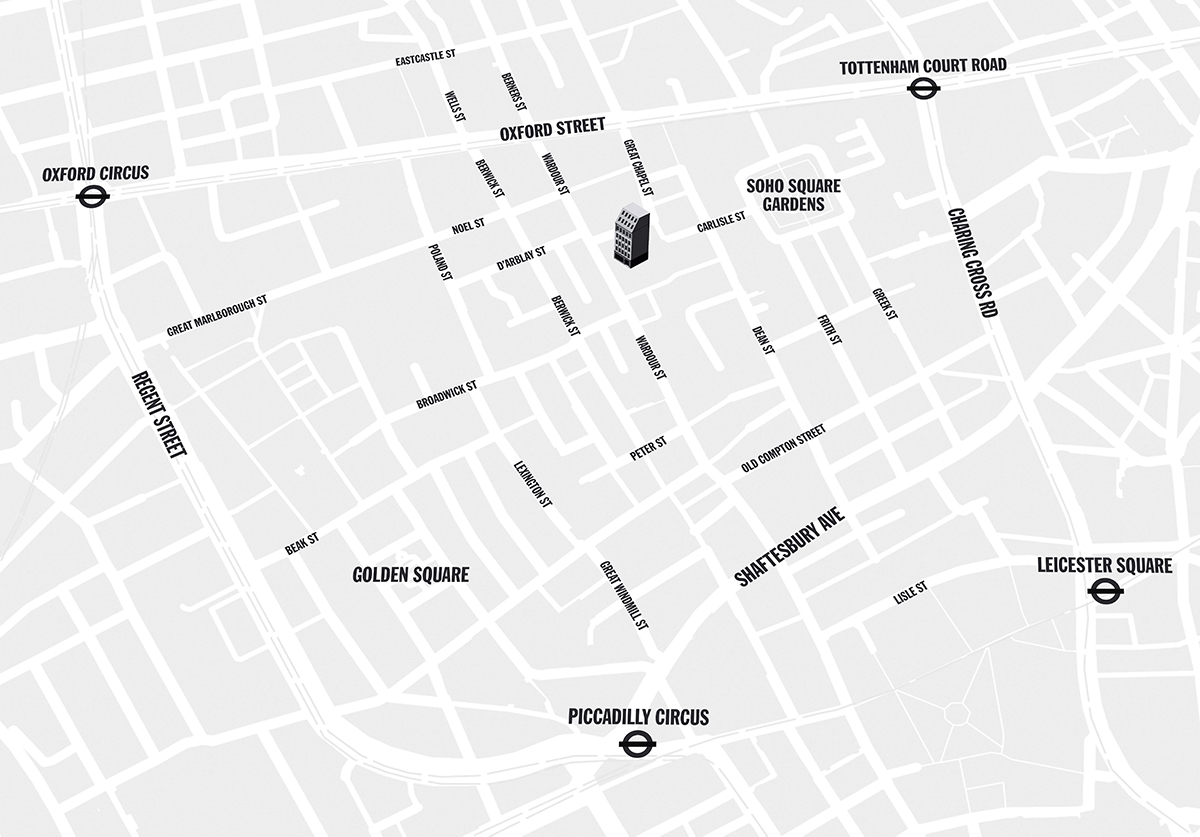 EASTCASTLE ST
TOTTENHAM COURT ROAD
BERNERS ST
WELLS ST
OXFORD STREET
OXFORD CIRCUS
GREAT CHAPEL ST
WARDOUR ST
BERWICK ST
SOHO SQUARE
GARDENS
CARLISLE ST
NOEL ST
CHARING CROSS RD
POLAND ST
D'ARBLAY ST
GREAT MARLBOROUGH ST
BERWICK ST
GREEK ST
FRITH ST
DEAN ST
WARDOUR ST
REGENT STREET
BROADWICK ST
PETER ST
OLD COMPTON STREET
LEXINGTON ST
BEAK ST
SHAFTESBURY AVE
GOLDEN SQUARE
LEICESTER SQUARE
GREAT WINDMILL ST
LISLE ST
PICCADILLY CIRCUS